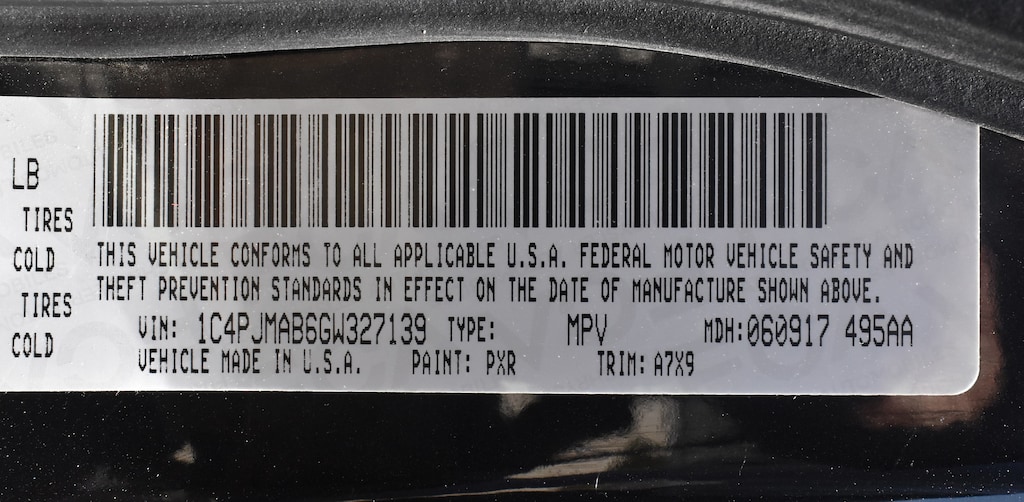 LB
TIRES
COLD
TIRES
COLD
THIS VEHICLE CONFORMS TO ALL APPLICABLE U.S.A. FEDERAL MOTOR VEHICLE SAFETY AND
THEFT PREVENTION STANDARDS IN EFFECT ON THE DATE OF MANUFACTURE SHOWN ABOVE.
VIN: 1C4PJMAB6GW327139 TYPE: MPV MDH:060917 495AA
VEHICLE MADE IN U.S.A. PAINT: PXR TRIM: A7X9